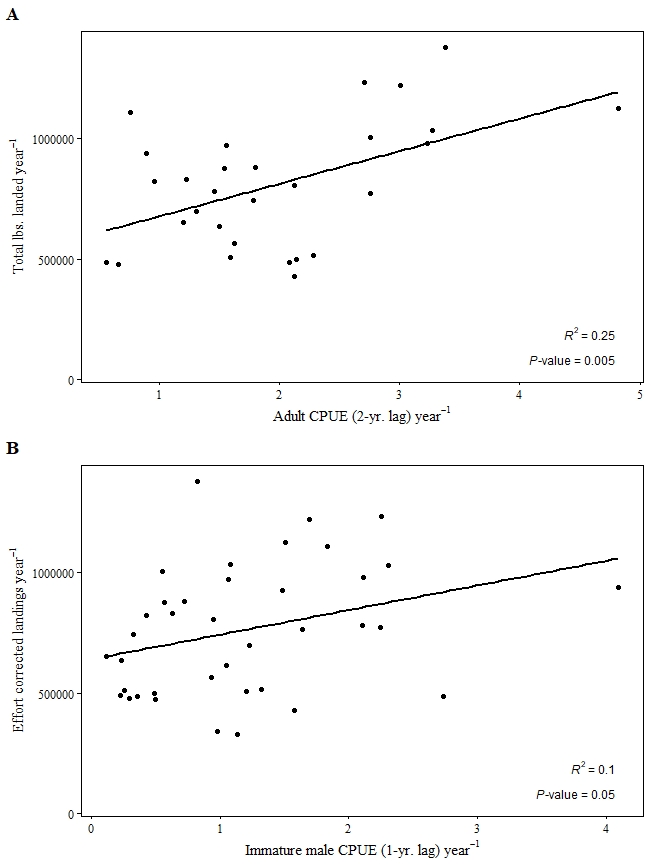 A
Total lbs. landed year⁻¹
1000000
500000
0
R² = 0.25
P-value = 0.005
1 2 3 4 5
Adult CPUE (2-yr. lag) year⁻¹
B
Effort corrected landings year⁻¹
1000000
500000
0
R² = 0.1
P-value = 0.05
0 1 2 3 4
Immature male CPUE (1-yr. lag) year⁻¹